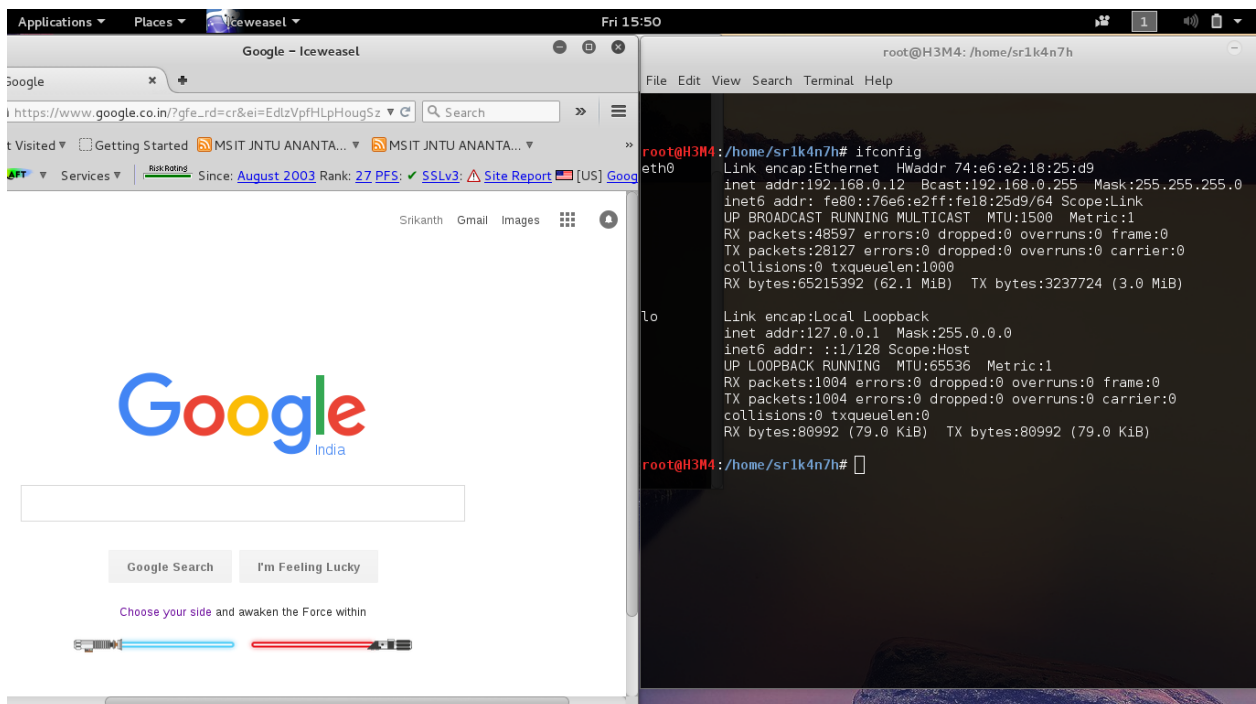 Applications Places Iceweasel Fri 15:50 1
Google - Iceweasel
Google
https://www.google.co.in/?gfe_rd=cr&ei=EdlzVpfHLpHougSz Search »
t Visited Getting Started MSIT JNTU ANANTA... MSIT JNTU ANANTA... »
Services Risk Rating Since: August 2003 Rank: 27 PFS: ✔ SSLv3: Site Report [US] Goog
Srikanth Gmail Images
Google
India
Google Search I'm Feeling Lucky
Choose your side and awaken the Force within
root@H3M4: /home/sr1k4n7h
File Edit View Search Terminal Help
root@H3M4:/home/sr1k4n7h# ifconfig
eth0 Link encap:Ethernet HWaddr 74:e6:e2:18:25:d9
inet addr:192.168.0.12 Bcast:192.168.0.255 Mask:255.255.255.0
inet6 addr: fe80::76e6:e2ff:fe18:25d9/64 Scope:Link
UP BROADCAST RUNNING MULTICAST MTU:1500 Metric:1
RX packets:48597 errors:0 dropped:0 overruns:0 frame:0
TX packets:28127 errors:0 dropped:0 overruns:0 carrier:0
collisions:0 txqueuelen:1000
RX bytes:65215392 (62.1 MiB) TX bytes:3237724 (3.0 MiB)
lo Link encap:Local Loopback
inet addr:127.0.0.1 Mask:255.0.0.0
inet6 addr: ::1/128 Scope:Host
UP LOOPBACK RUNNING MTU:65536 Metric:1
RX packets:1004 errors:0 dropped:0 overruns:0 frame:0
TX packets:1004 errors:0 dropped:0 overruns:0 carrier:0
collisions:0 txqueuelen:0
RX bytes:80992 (79.0 KiB) TX bytes:80992 (79.0 KiB)
root@H3M4:/home/sr1k4n7h#